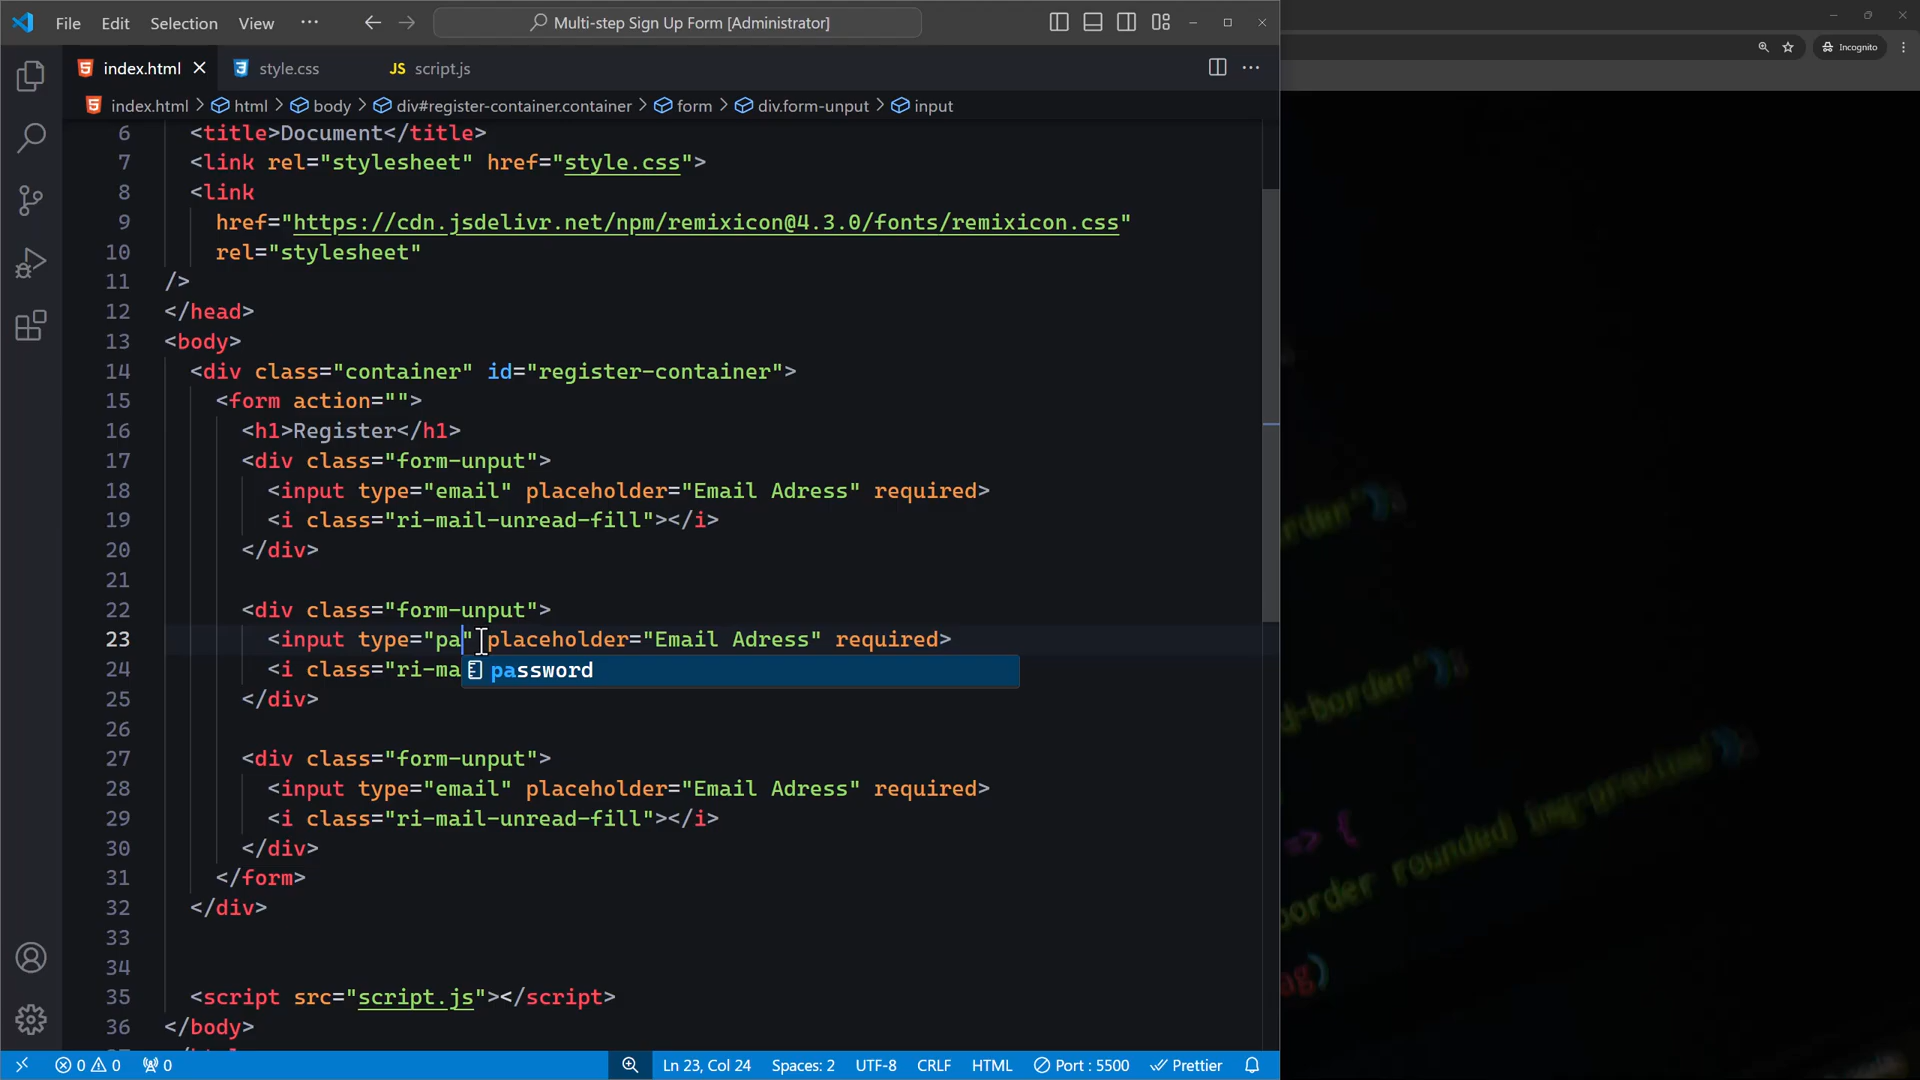 File Edit Selection View ··· Multi-step Sign Up Form [Administrator]
Incognito
index.html style.css JS script.js
index.html > html > body > div#register-container.container > form > div.form-unput > input
6 <title>Document</title>
7 <link rel="stylesheet" href="style.css">
8 <link
9 href="https://cdn.jsdelivr.net/npm/remixicon@4.3.0/fonts/remixicon.css"
10 rel="stylesheet"
11 />
12 </head>
13 <body>
14 <div class="container" id="register-container">
15 <form action="">
16 <h1>Register</h1>
17 <div class="form-unput">
18 <input type="email" placeholder="Email Adress" required>
19 <i class="ri-mail-unread-fill"></i>
20 </div>
21
22 <div class="form-unput">
23 <input type="pa" placeholder="Email Adress" required>
24 <i class="ri-ma password
25 </div>
26
27 <div class="form-unput">
28 <input type="email" placeholder="Email Adress" required>
29 <i class="ri-mail-unread-fill"></i>
30 </div>
31 </form>
32 </div>
33
34
35 <script src="script.js"></script>
36 </body>
0 0 0 Ln 23, Col 24 Spaces: 2 UTF-8 CRLF HTML Port : 5500 Prettier
border rounded img-preview");